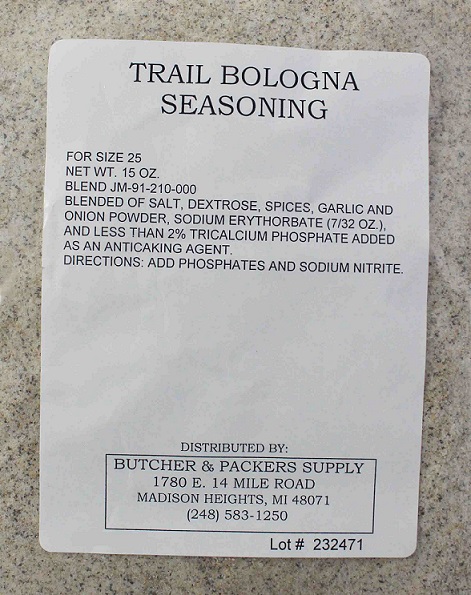 TRAIL BOLOGNA
SEASONING
FOR SIZE 25
NET WT. 15 OZ.
BLEND JM-91-210-000
BLENDED OF SALT, DEXTROSE, SPICES, GARLIC AND
ONION POWDER, SODIUM ERYTHORBATE (7/32 OZ.),
AND LESS THAN 2% TRICALCIUM PHOSPHATE ADDED
AS AN ANTICAKING AGENT.
DIRECTIONS: ADD PHOSPHATES AND SODIUM NITRITE.
DISTRIBUTED BY:
BUTCHER & PACKERS SUPPLY
1780 E. 14 MILE ROAD
MADISON HEIGHTS, MI 48071
(248) 583-1250
Lot # 232471